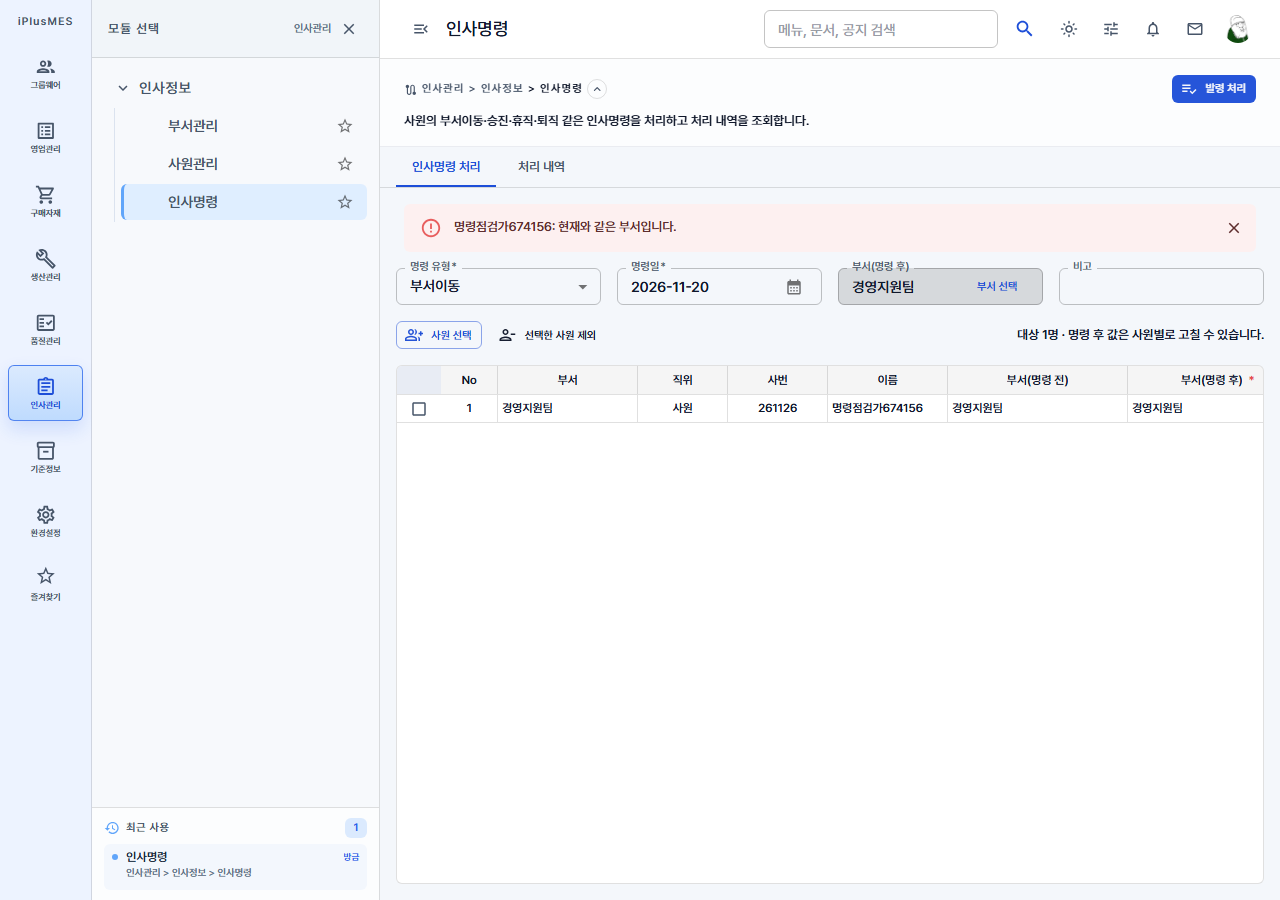 iPlusMES
그룹웨어
영업관리
구매자재
생산관리
품질관리
인사관리
기준정보
환경설정
즐겨찾기
모듈 선택
인사관리
인사정보
부서관리
사원관리
인사명령
최근 사용
1
인사명령
방금
인사관리 > 인사정보 > 인사명령
인사명령
메뉴, 문서, 공지 검색
인사관리 > 인사정보 > 인사명령
발령 처리
사원의 부서이동·승진·휴직·퇴직 같은 인사명령을 처리하고 처리 내역을 조회합니다.
인사명령 처리
처리 내역
명령점검가674156: 현재와 같은 부서입니다.
명령 유형*
부서이동
명령일*
2026-11-20
부서(명령 후)
경영지원팀
부서 선택
비고
사원 선택
선택한 사원 제외
대상 1명 · 명령 후 값은 사원별로 고칠 수 있습니다.
No 부서 직위 사번 이름 부서(명령 전) 부서(명령 후) *
1 경영지원팀 사원 261126 명령점검가674156 경영지원팀 경영지원팀